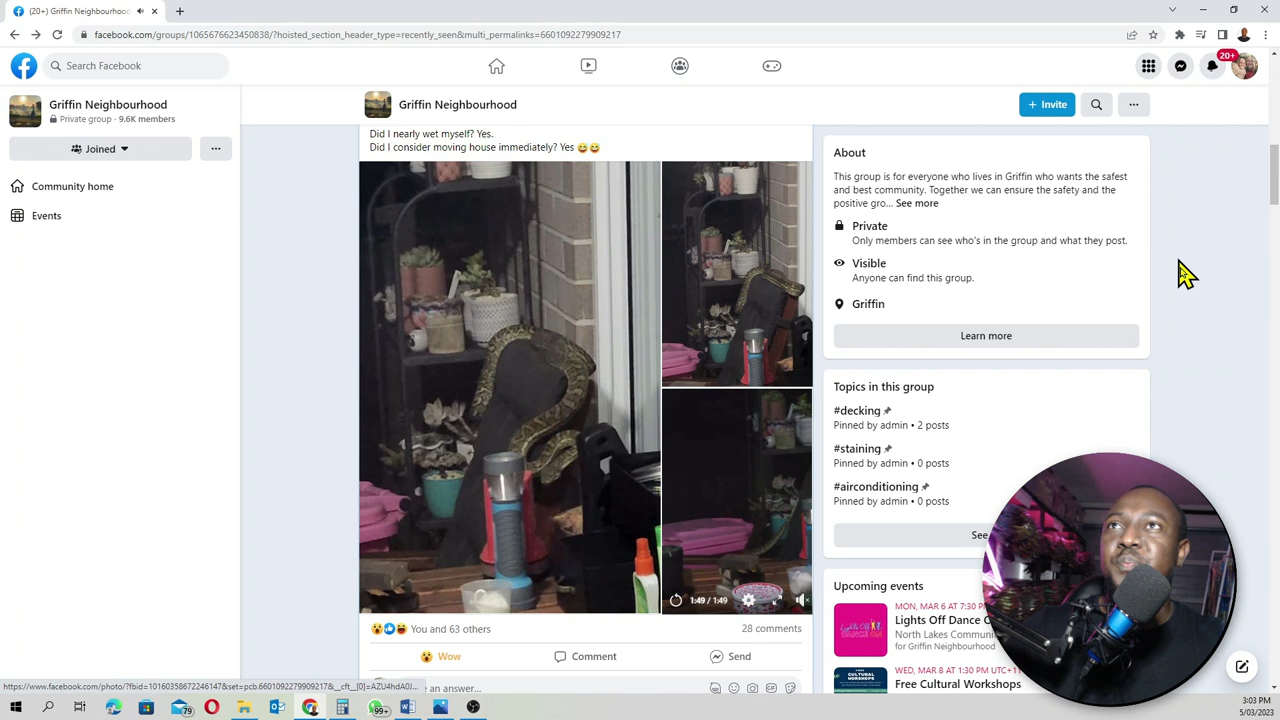 (20+) Griffin Neighbourhood
facebook.com/groups/1065676623450838/?hoisted_section_header_type=recently_seen&multi_permalinks=6601092279909217
Search Facebook
20+
Griffin Neighbourhood
Private group · 9.6K members
Joined
Community home
Events
Griffin Neighbourhood
+ Invite
Did I nearly wet myself? Yes.
Did I consider moving house immediately? Yes 😅😅
1:49 / 1:49
You and 63 others
28 comments
Wow
Comment
Send
an answer...
About
This group is for everyone who lives in Griffin who wants the safest
and best community. Together we can ensure the safety and the
positive gro... See more
Private
Only members can see who's in the group and what they post.
Visible
Anyone can find this group.
Griffin
Learn more
Topics in this group
#decking
Pinned by admin • 2 posts
#staining
Pinned by admin • 0 posts
#airconditioning
Pinned by admin • 0 posts
See
Upcoming events
MON, MAR 6 AT 7:30 P
Lights Off Dance
North Lakes Commun
for Griffin Neighbourhood
WED, MAR 8 AT 1:30 PM UTC+1
Free Cultural Workshops
79
99+
3:03 PM
5/03/2023